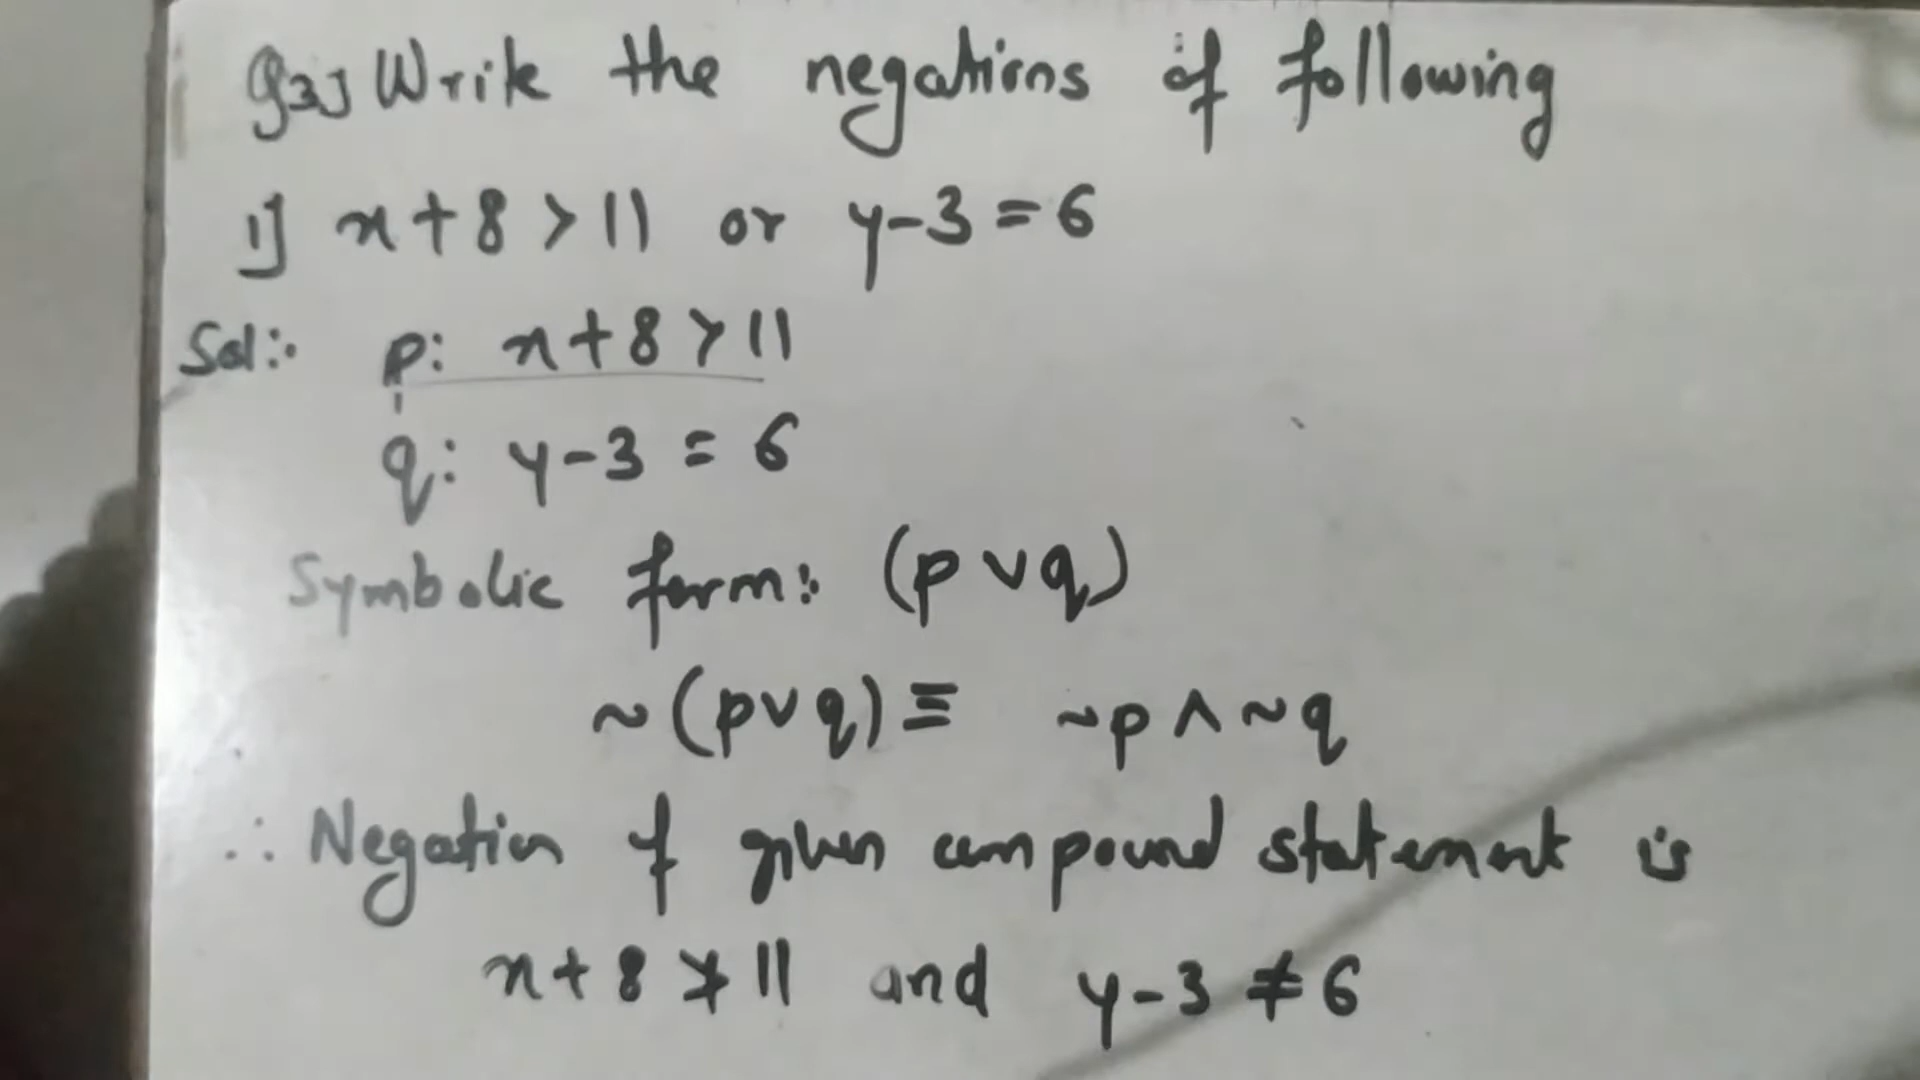 Q3] Write the negations of following
1] x+8>11 or y-3=6
Sol:- p: x+8>11
q: y-3=6
Symbolic form: (p∨q)
~(p∨q)≡ ~p∧~q
∴ Negation of given compound statement is
x+8≯11 and y-3≠6